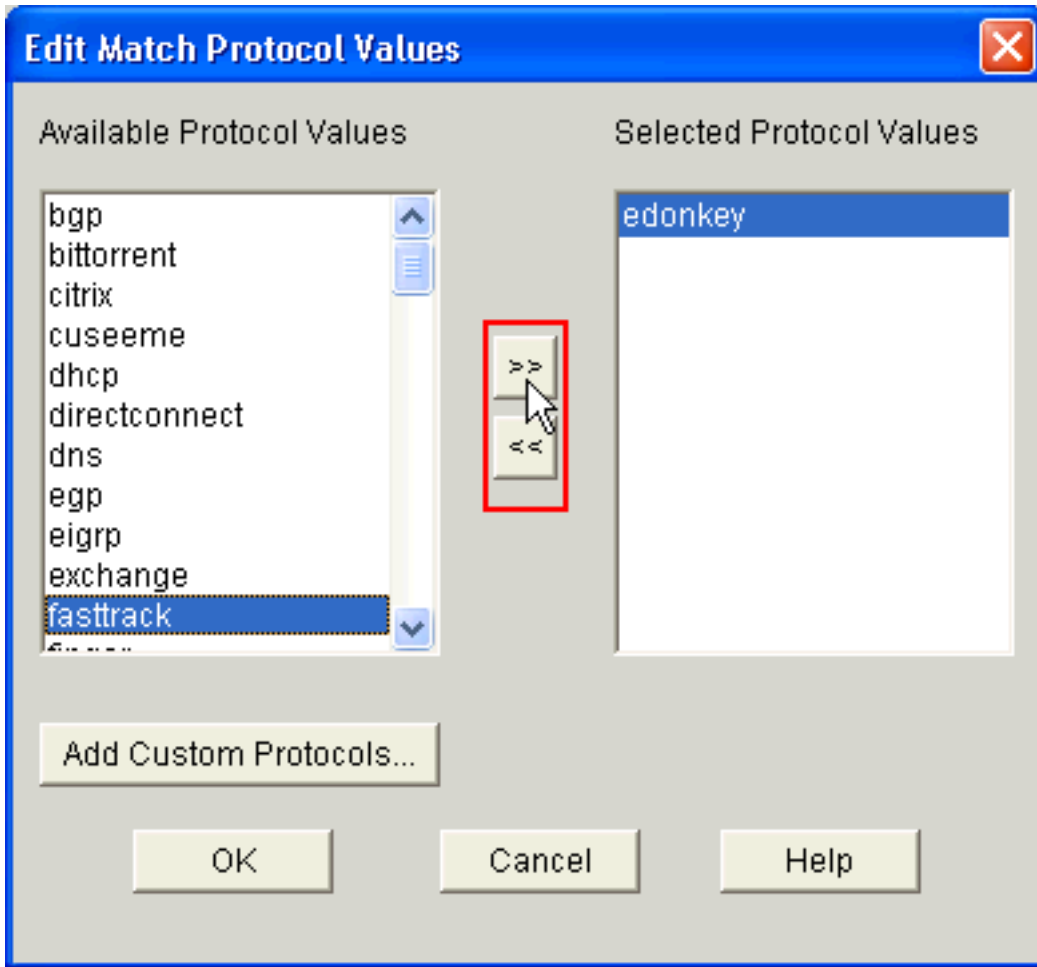 Edit Match Protocol Values
Available Protocol Values
Selected Protocol Values
bgp
bittorrent
citrix
cuseeme
dhcp
directconnect
dns
egp
eigrp
exchange
fasttrack
edonkey
>>
<<
Add Custom Protocols...
OK
Cancel
Help